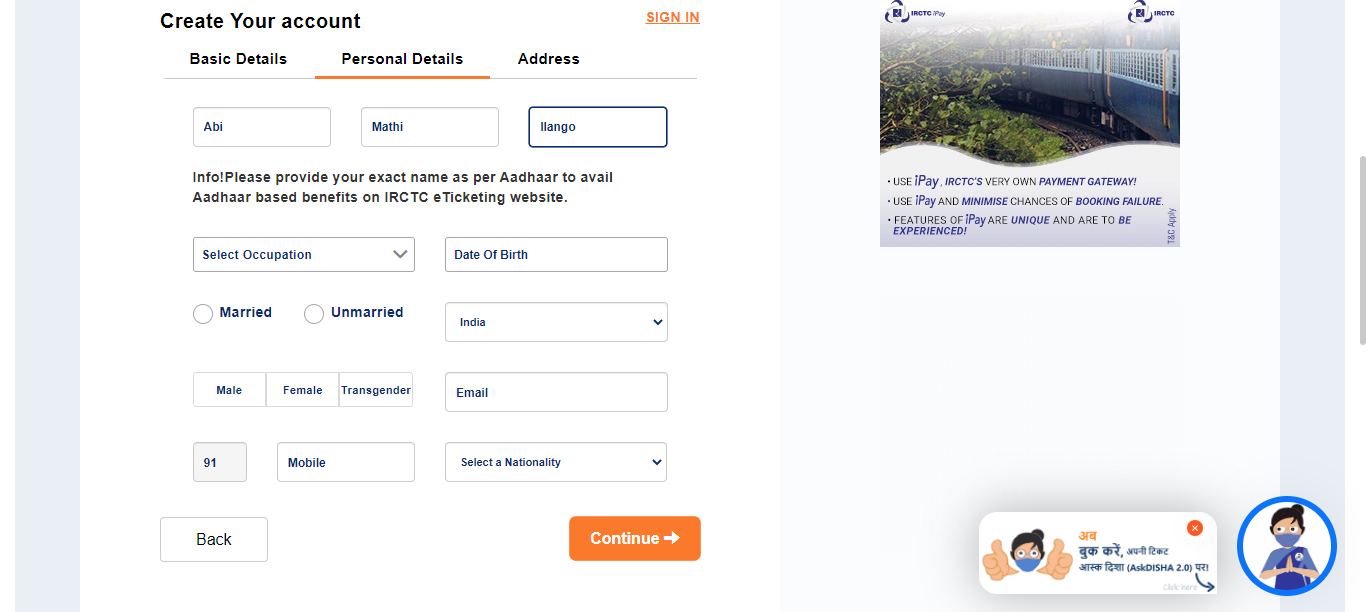 Create Your account
SIGN IN
Basic Details Personal Details Address
Abi Mathi Ilango
Info!Please provide your exact name as per Aadhaar to avail
Aadhaar based benefits on IRCTC eTicketing website.
Select Occupation Date Of Birth
Married Unmarried India
Male Female Transgender Email
91 Mobile Select a Nationality
Back Continue
IRCTC iPay IRCTC
• USE iPay, IRCTC'S VERY OWN PAYMENT GATEWAY!
• USE iPay AND MINIMISE CHANCES OF BOOKING FAILURE.
• FEATURES OF iPay ARE UNIQUE AND ARE TO BE
EXPERIENCED!
T&C Apply
अब
बुक करें, अपनी टिकट
आस्क दिशा (AskDISHA 2.0) पर!
Click here